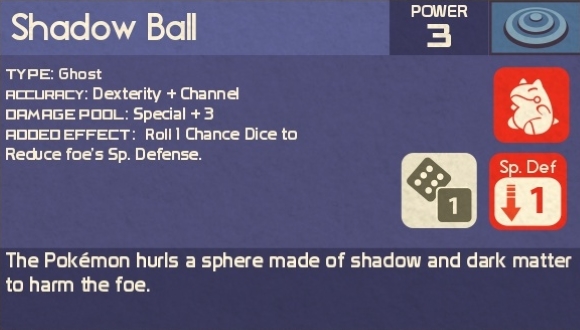 Shadow Ball
POWER
3
TYPE: Ghost
ACCURACY: Dexterity + Channel
DAMAGE POOL: Special + 3
ADDED EFFECT: Roll 1 Chance Dice to
Reduce foe's Sp. Defense.
1
Sp. Def
1
The Pokémon hurls a sphere made of shadow and dark matter
to harm the foe.